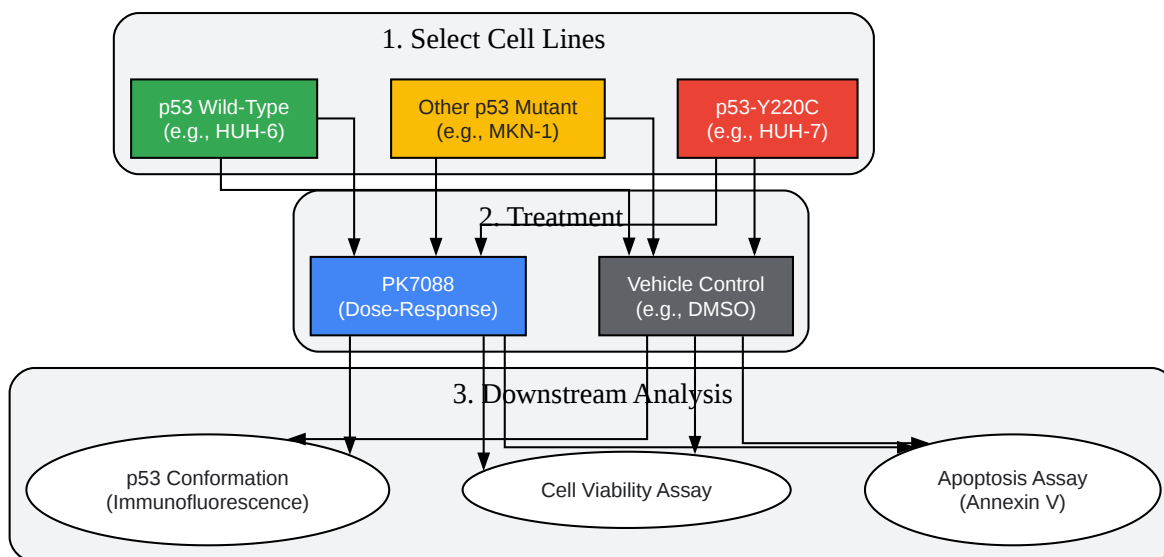 1. Select Cell Lines
p53 Wild-Type
(e.g., HUH-6)
Other p53 Mutant
(e.g., MKN-1)
p53-Y220C
(e.g., HUH-7)
2. Treatment
PK7088
(Dose-Response)
Vehicle Control
(e.g., DMSO)
3. Downstream Analysis
p53 Conformation
(Immunofluorescence)
Cell Viability Assay
Apoptosis Assay
(Annexin V)